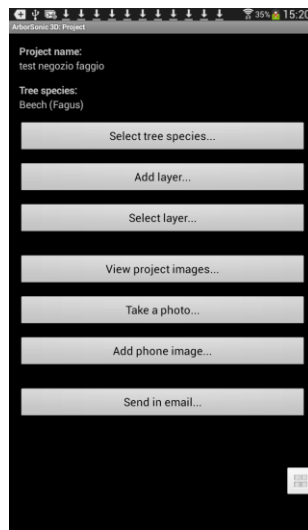 35% 15:20
ArborSonic 3D: Project
Project name:
test negozio faggio
Tree species:
Beech (Fagus)
Select tree species...
Add layer...
Select layer...
View project images...
Take a photo...
Add phone image...
Send in email...